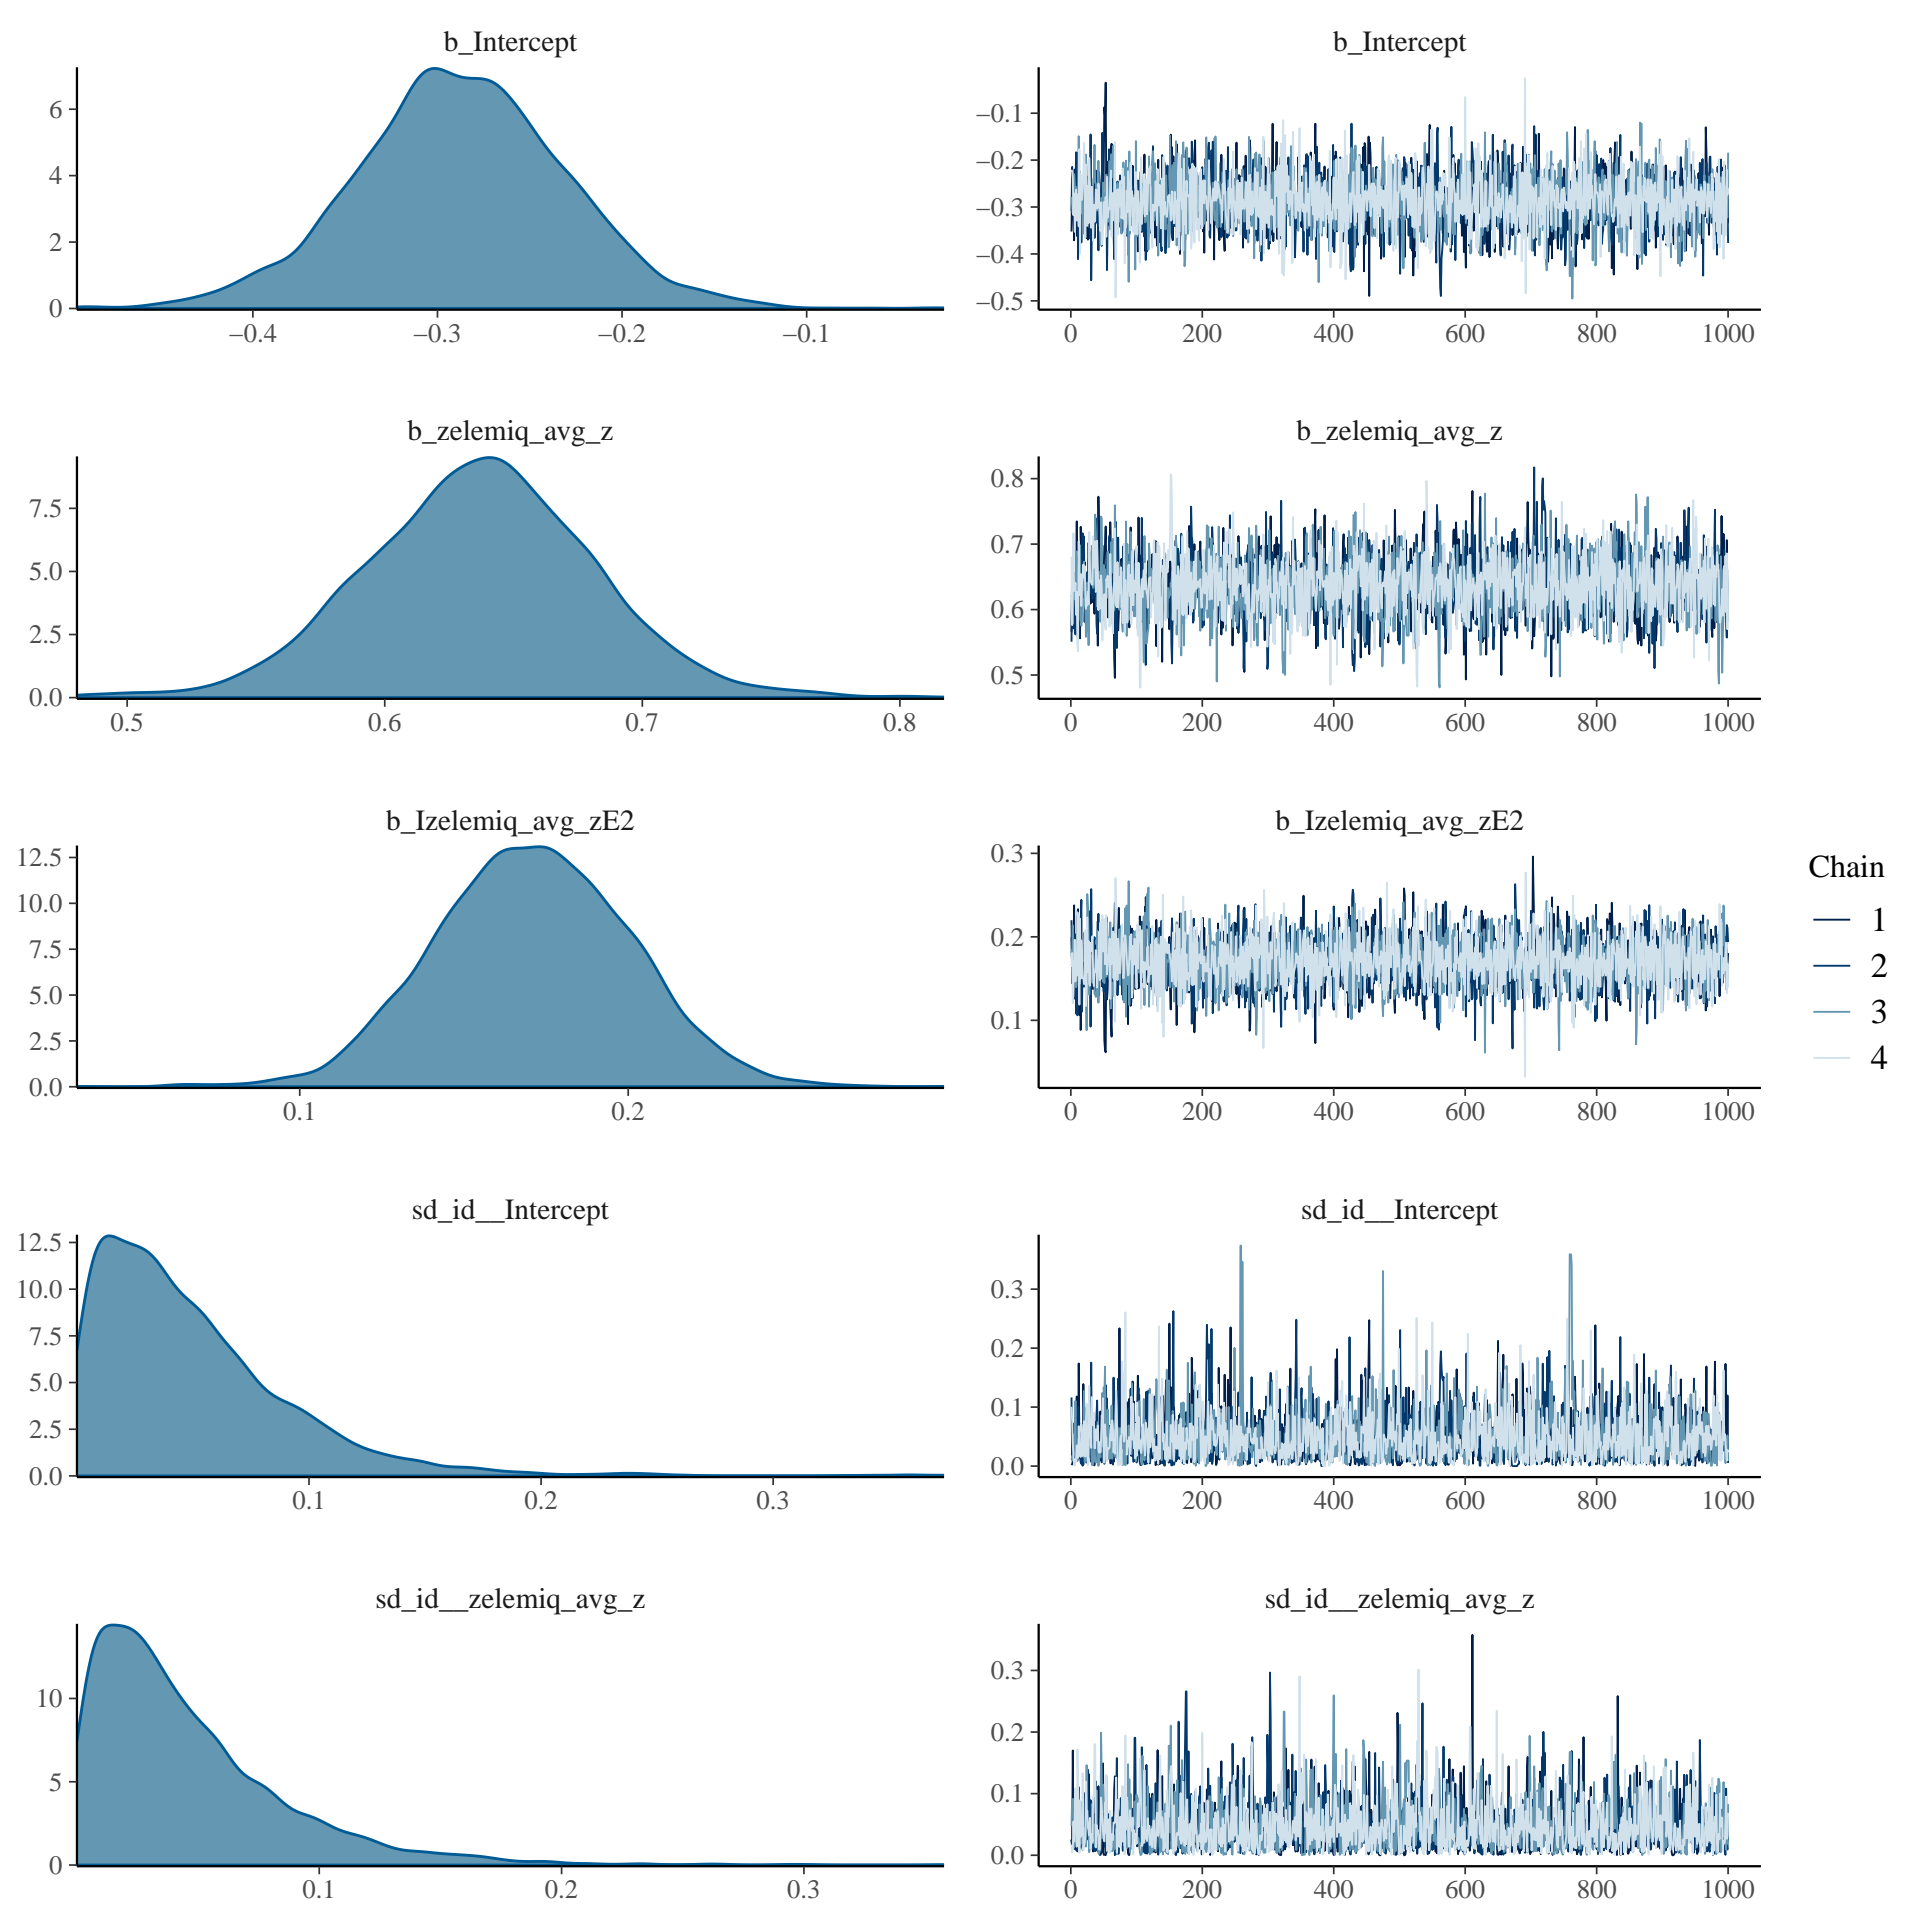 b_Intercept
6
4
2
0
–0.4 –0.3 –0.2 –0.1
b_Intercept
–0.1
–0.2
–0.3
–0.4
–0.5
0 200 400 600 800 1000
b_zelemiq_avg_z
7.5
5.0
2.5
0.0
0.5 0.6 0.7 0.8
b_zelemiq_avg_z
0.8
0.7
0.6
0.5
0 200 400 600 800 1000
b_Izelemiq_avg_zE2
12.5
10.0
7.5
5.0
2.5
0.0
0.1 0.2
b_Izelemiq_avg_zE2
0.3
0.2
0.1
0 200 400 600 800 1000
Chain
1
2
3
4
sd_id__Intercept
12.5
10.0
7.5
5.0
2.5
0.0
0.1 0.2 0.3
sd_id__Intercept
0.3
0.2
0.1
0.0
0 200 400 600 800 1000
sd_id__zelemiq_avg_z
10
5
0
0.1 0.2 0.3
sd_id__zelemiq_avg_z
0.3
0.2
0.1
0.0
0 200 400 600 800 1000